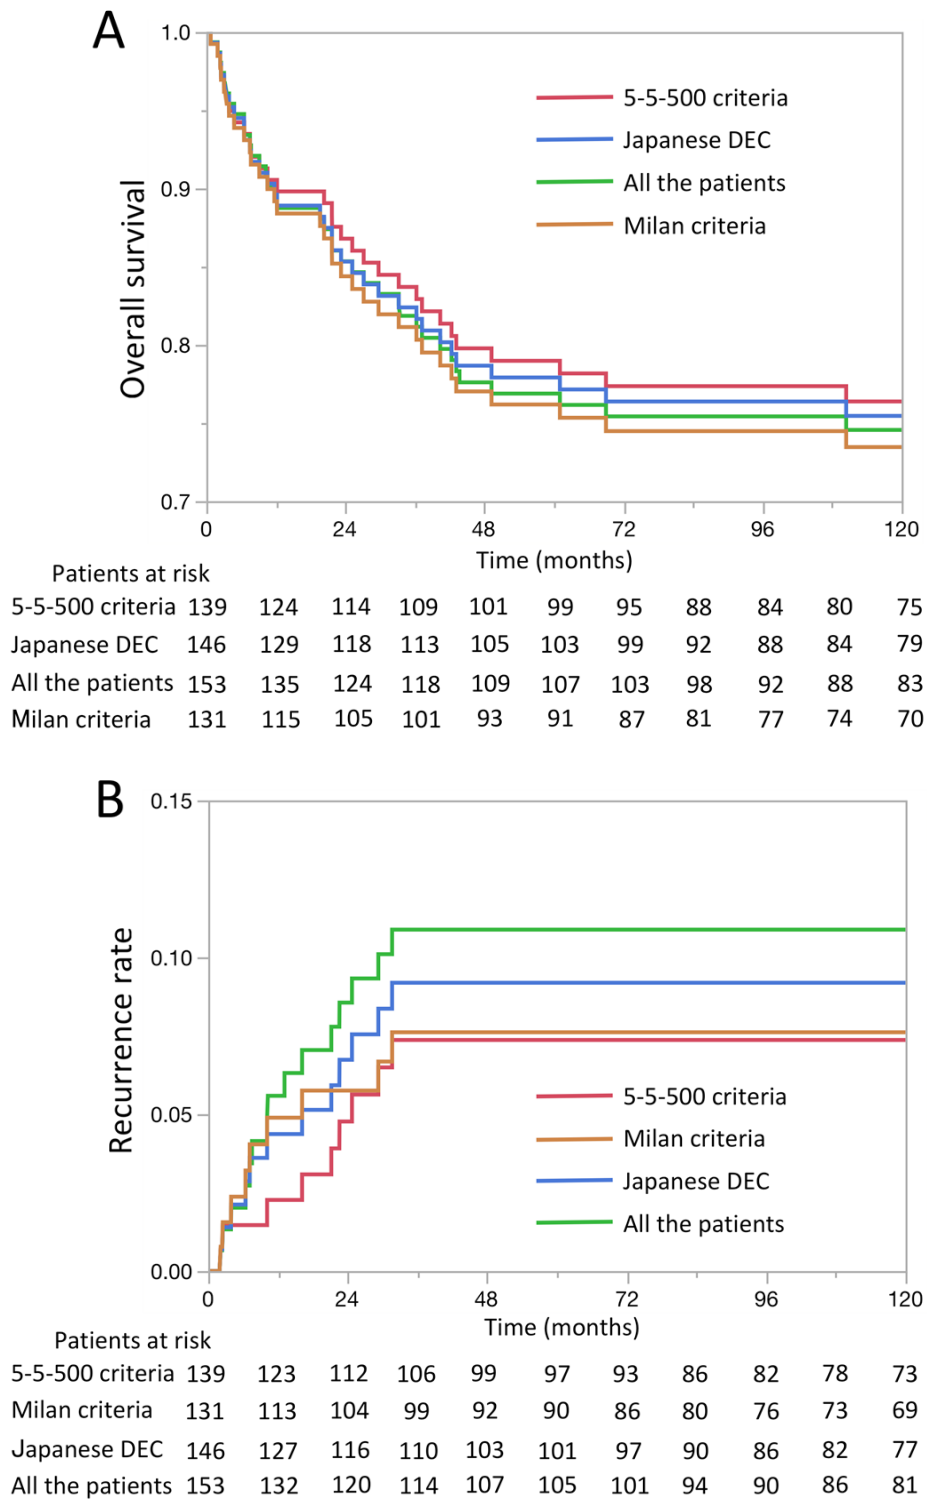 A
1.0
0.9
0.8
0.7
Overall survival
5-5-500 criteria
Japanese DEC
All the patients
Milan criteria
0 24 48 72 96 120
Time (months)
Patients at risk
5-5-500 criteria 139 124 114 109 101 99 95 88 84 80 75
Japanese DEC 146 129 118 113 105 103 99 92 88 84 79
All the patients 153 135 124 118 109 107 103 98 92 88 83
Milan criteria 131 115 105 101 93 91 87 81 77 74 70
B
0.15
0.10
0.05
0.00
Recurrence rate
5-5-500 criteria
Milan criteria
Japanese DEC
All the patients
0 24 48 72 96 120
Time (months)
Patients at risk
5-5-500 criteria 139 123 112 106 99 97 93 86 82 78 73
Milan criteria 131 113 104 99 92 90 86 80 76 73 69
Japanese DEC 146 127 116 110 103 101 97 90 86 82 77
All the patients 153 132 120 114 107 105 101 94 90 86 81